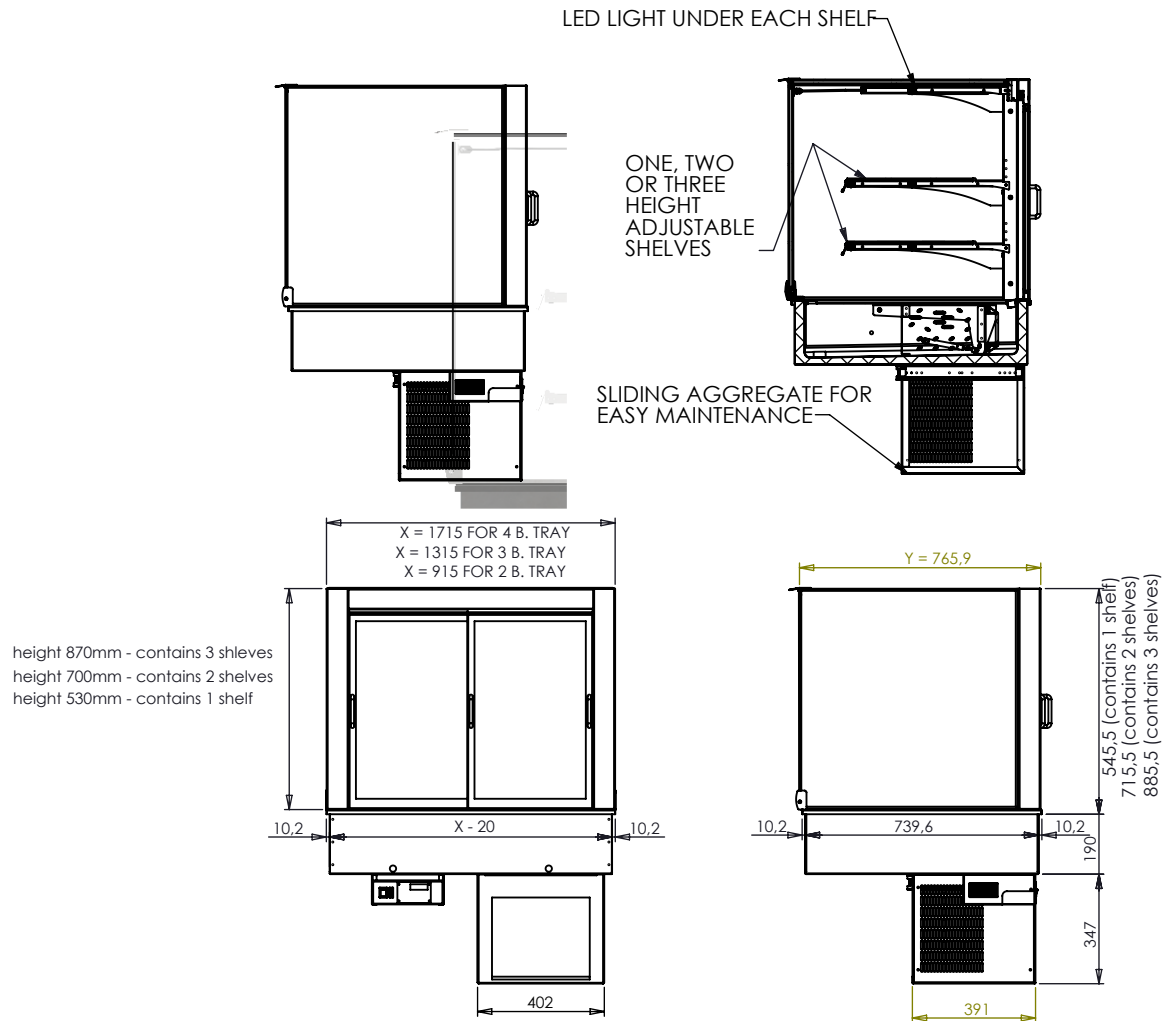 LED LIGHT UNDER EACH SHELF
ONE, TWO
OR THREE
HEIGHT
ADJUSTABLE
SHELVES
SLIDING AGGREGATE FOR
EASY MAINTENANCE
X = 1715 FOR 4 B. TRAY
X = 1315 FOR 3 B. TRAY
X = 915 FOR 2 B. TRAY
height 870mm - contains 3 shleves
height 700mm - contains 2 shelves
height 530mm - contains 1 shelf
10,2
X - 20
10,2
402
Y = 765,9
545,5 (contains 1 shelf)
715,5 (contains 2 shelves)
885,5 (contains 3 shelves)
10,2
739,6
10,2
190
347
391